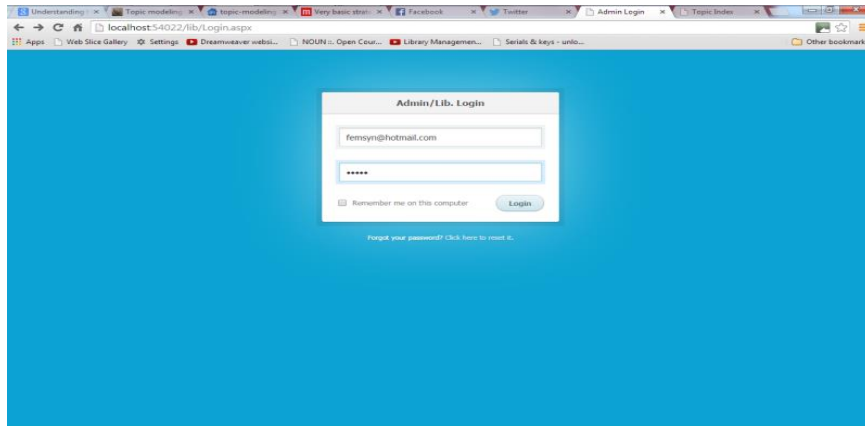 Understanding Topic modeling topic-modeling Very basic strat Facebook Twitter Admin Login Topic Index
localhost:54022/lib/Login.aspx
Apps Web Slice Gallery Settings Dreamweaver websi... NOUN ::. Open Cour... Library Managemen... Serials & keys - unlo... Other bookmark
Admin/Lib. Login
femsyn@hotmail.com
•••••
Remember me on this computer Login
Forgot your password? Click here to reset it.